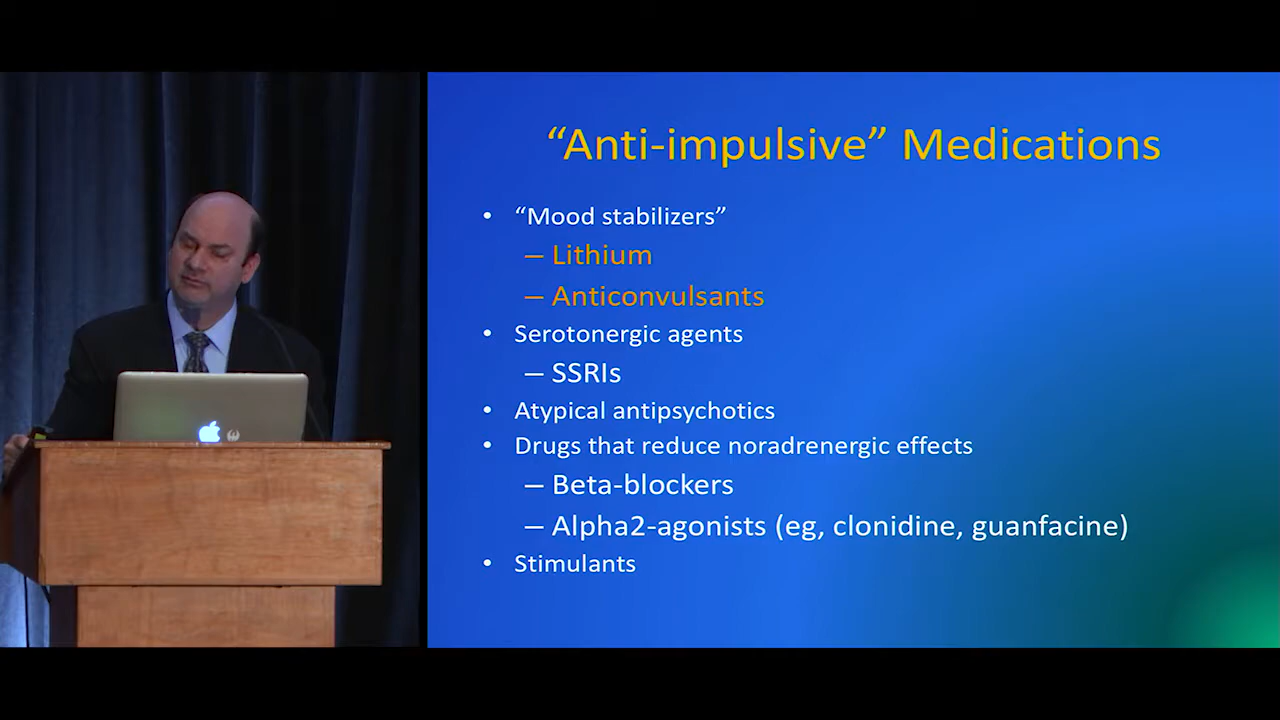 “Anti-impulsive” Medications
• “Mood stabilizers”
– Lithium
– Anticonvulsants
• Serotonergic agents
– SSRIs
• Atypical antipsychotics
• Drugs that reduce noradrenergic effects
– Beta-blockers
– Alpha2-agonists (eg, clonidine, guanfacine)
• Stimulants